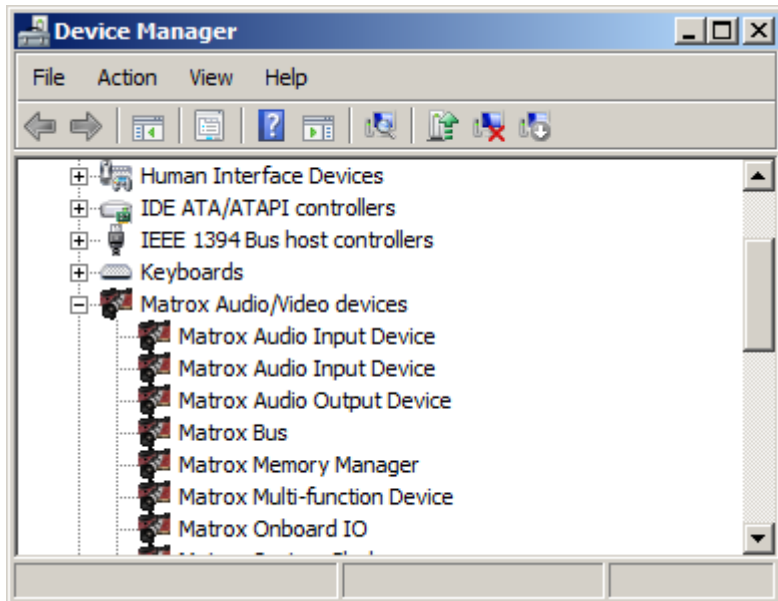 Device Manager
File Action View Help
Human Interface Devices
IDE ATA/ATAPI controllers
IEEE 1394 Bus host controllers
Keyboards
Matrox Audio/Video devices
Matrox Audio Input Device
Matrox Audio Input Device
Matrox Audio Output Device
Matrox Bus
Matrox Memory Manager
Matrox Multi-function Device
Matrox Onboard IO